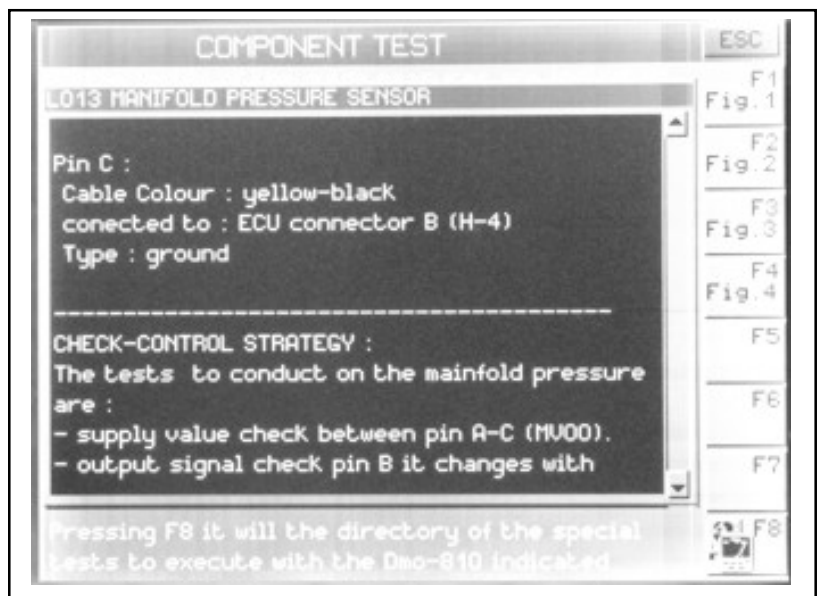 COMPONENT TEST
ESC
L013 MANIFOLD PRESSURE SENSOR
F1
Fig.1
F2
Fig.2
F3
Fig.3
F4
Fig.4
F5
F6
F7
F8
Pin C :
Cable Colour : yellow-black
conected to : ECU connector B (H-4)
Type : ground
CHECK-CONTROL STRATEGY :
The tests to conduct on the mainfold pressure
are :
- supply value check between pin A-C (MV00).
- output signal check pin B it changes with
Pressing F8 it will the directory of the special
tests to execute with the Dmo-810 indicated